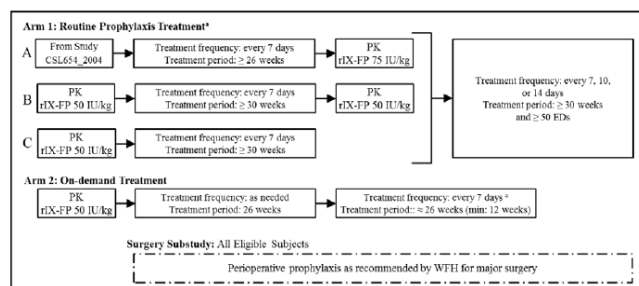 Arm 1: Routine Prophylaxis Treatment*
A
From Study
CSL654_2004
Treatment frequency: every 7 days
Treatment period: ≥ 26 weeks
PK
rIX-FP 75 IU/kg
B
PK
rIX-FP 50 IU/kg
Treatment frequency: every 7 days
Treatment period: ≥ 30 weeks
PK
rIX-FP 50 IU/kg
C
PK
rIX-FP 50 IU/kg
Treatment frequency: every 7 days
Treatment period: ≥ 30 weeks
Treatment frequency: every 7, 10,
or 14 days
Treatment period: ≥ 30 weeks
and ≥ 50 EDs
Arm 2: On-demand Treatment
PK
rIX-FP 50 IU/kg
Treatment frequency: as needed
Treatment period: 26 weeks
Treatment frequency: every 7 days ª
Treatment period:: ≈ 26 weeks (min: 12 weeks)
Surgery Substudy: All Eligible Subjects
Perioperative prophylaxis as recommended by WFH for major surgery